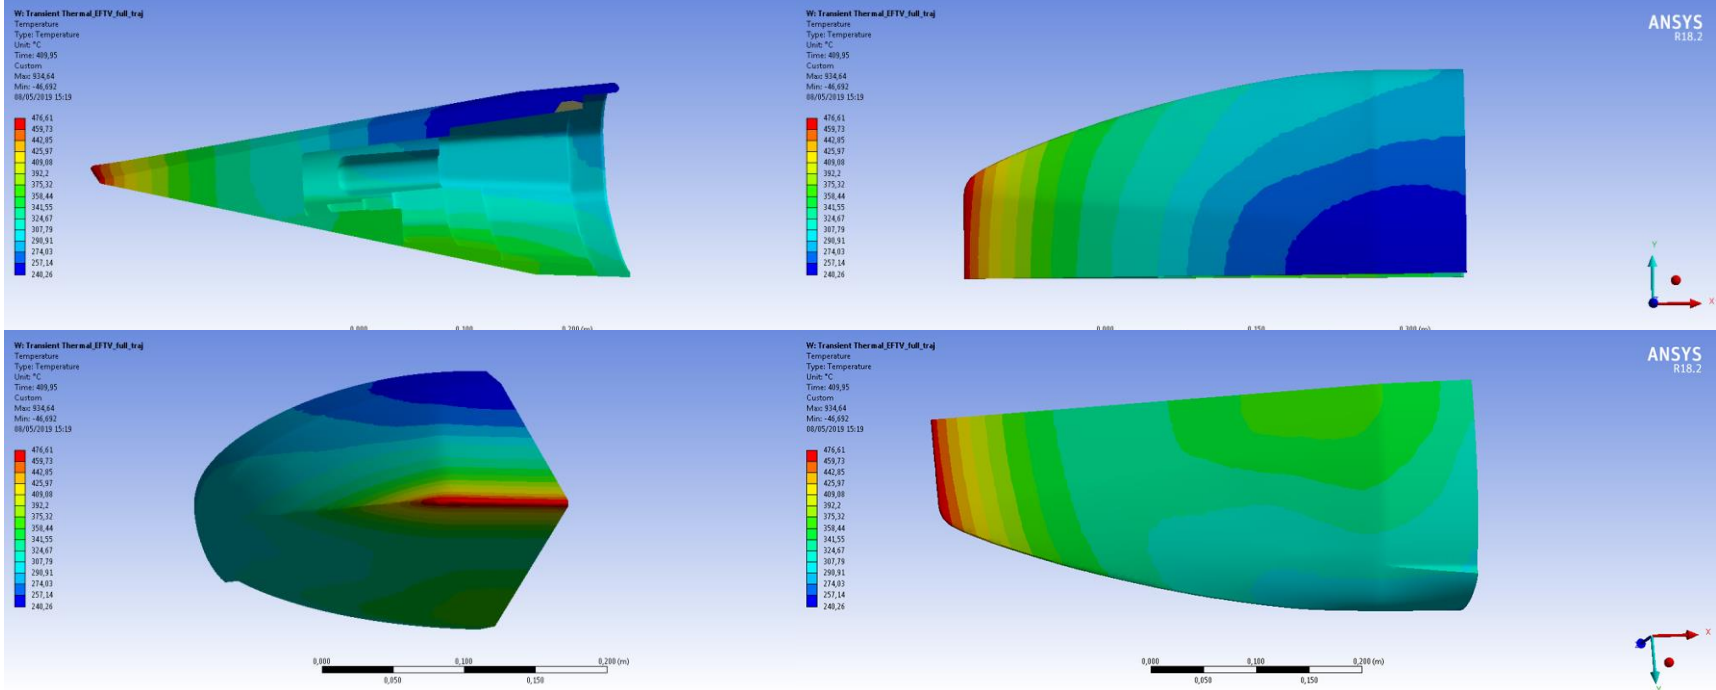 W: Transient Thermal_EFTV_full_traj
Temperature
Type: Temperature
Unit: °C
Time: 409,95
Custom
Max: 934,64
Min: -46,692
08/05/2019 15:19
476,61
459,73
442,85
425,97
409,08
392,2
375,32
358,44
341,55
324,67
307,79
290,91
274,03
257,14
240,26
0,000
0,100
0,200 (m)
W: Transient Thermal_EFTV_full_traj
Temperature
Type: Temperature
Unit: °C
Time: 409,95
Custom
Max: 934,64
Min: -46,692
08/05/2019 15:19
476,61
459,73
442,85
425,97
409,08
392,2
375,32
358,44
341,55
324,67
307,79
290,91
274,03
257,14
240,26
ANSYS
R18.2
Y
X
0,000
0,150
0,300 (m)
W: Transient Thermal_EFTV_full_traj
Temperature
Type: Temperature
Unit: °C
Time: 409,95
Custom
Max: 934,64
Min: -46,692
08/05/2019 15:19
476,61
459,73
442,85
425,97
409,08
392,2
375,32
358,44
341,55
324,67
307,79
290,91
274,03
257,14
240,26
0,000
0,100
0,200 (m)
0,050
0,150
W: Transient Thermal_EFTV_full_traj
Temperature
Type: Temperature
Unit: °C
Time: 409,95
Custom
Max: 934,64
Min: -46,692
08/05/2019 15:19
476,61
459,73
442,85
425,97
409,08
392,2
375,32
358,44
341,55
324,67
307,79
290,91
274,03
257,14
240,26
ANSYS
R18.2
X
Y
0,000
0,100
0,200 (m)
0,050
0,150